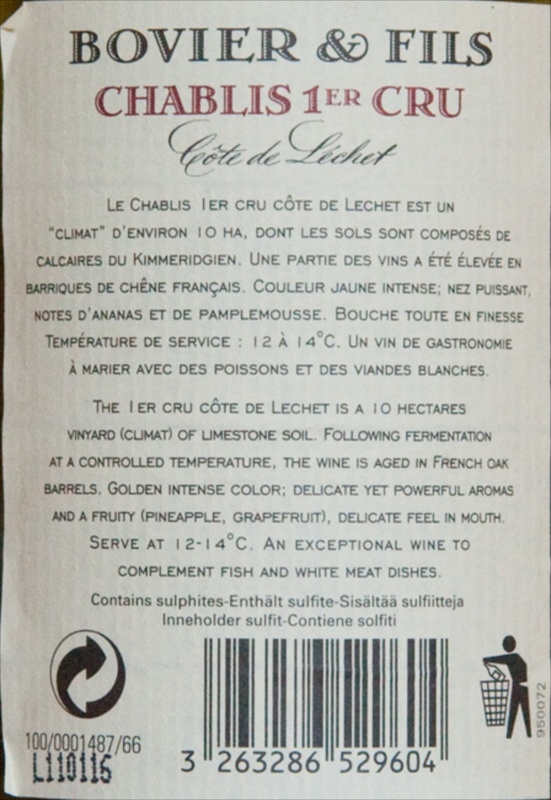 BOVIER & FILS
CHABLIS 1ER CRU
Côte de Léchet
LE CHABLIS 1ER CRU CÔTE DE LECHET EST UN
"CLIMAT" D'ENVIRON 10 HA, DONT LES SOLS SONT COMPOSÉS DE
CALCAIRES DU KIMMERIDGIEN. UNE PARTIE DES VINS A ÉTÉ ÉLEVÉE EN
BARRIQUES DE CHÊNE FRANÇAIS. COULEUR JAUNE INTENSE; NEZ PUISSANT,
NOTES D'ANANAS ET DE PAMPLEMOUSSE. BOUCHE TOUTE EN FINESSE
TEMPÉRATURE DE SERVICE : 12 À 14°C. UN VIN DE GASTRONOMIE
À MARIER AVEC DES POISSONS ET DES VIANDES BLANCHES.
THE 1ER CRU CÔTE DE LECHET IS A 10 HECTARES
VINYARD (CLIMAT) OF LIMESTONE SOIL. FOLLOWING FERMENTATION
AT A CONTROLLED TEMPERATURE, THE WINE IS AGED IN FRENCH OAK
BARRELS. GOLDEN INTENSE COLOR; DELICATE YET POWERFUL AROMAS
AND A FRUITY (PINEAPPLE, GRAPEFRUIT), DELICATE FEEL IN MOUTH.
SERVE AT 12-14°C. AN EXCEPTIONAL WINE TO
COMPLEMENT FISH AND WHITE MEAT DISHES.
Contains sulphites-Enthält sulfite-Sisältää sulfiitteja
Inneholder sulfit-Contiene solfiti
100/0001487/66
L110116
3 263286 529604
950072